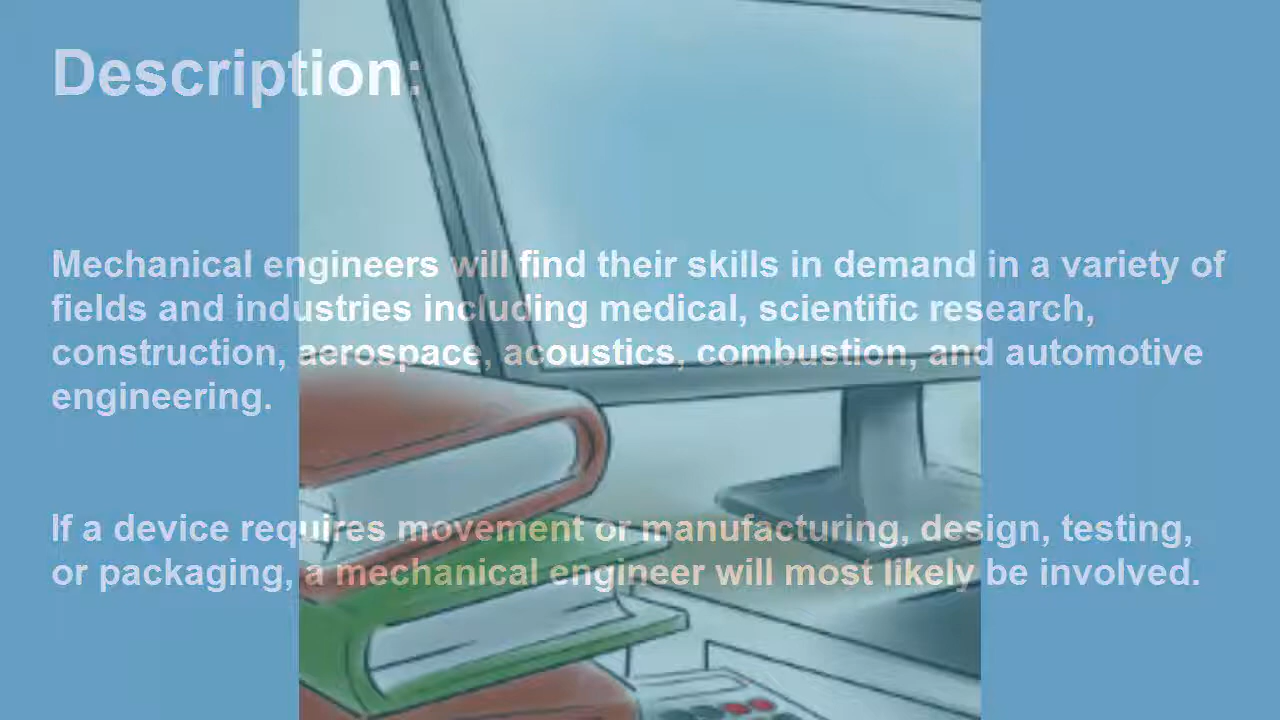 Description:
Mechanical engineers will find their skills in demand in a variety of
fields and industries including medical, scientific research,
construction, aerospace, acoustics, combustion, and automotive
engineering.
If a device requires movement or manufacturing, design, testing,
or packaging, a mechanical engineer will most likely be involved.